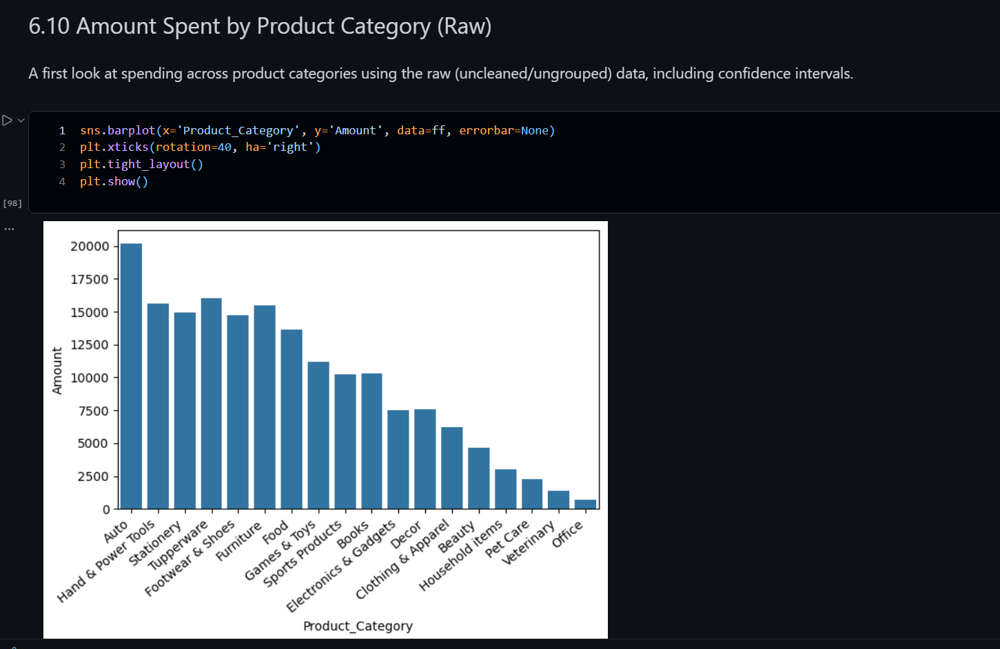 6.10 Amount Spent by Product Category (Raw)
A first look at spending across product categories using the raw (uncleaned/ungrouped) data, including confidence intervals.
1 sns.barplot(x='Product_Category', y='Amount', data=ff, errorbar=None)
2 plt.xticks(rotation=40, ha='right')
3 plt.tight_layout()
4 plt.show()
[98]
...
20000
17500
15000
12500
10000
7500
5000
2500
0
Amount
Auto
Hand & Power Tools
Stationery
Tupperware
Footwear & Shoes
Furniture
Food
Games & Toys
Sports Products
Books
Electronics & Gadgets
Decor
Clothing & Apparel
Beauty
Household items
Pet Care
Veterinary
Office
Product_Category